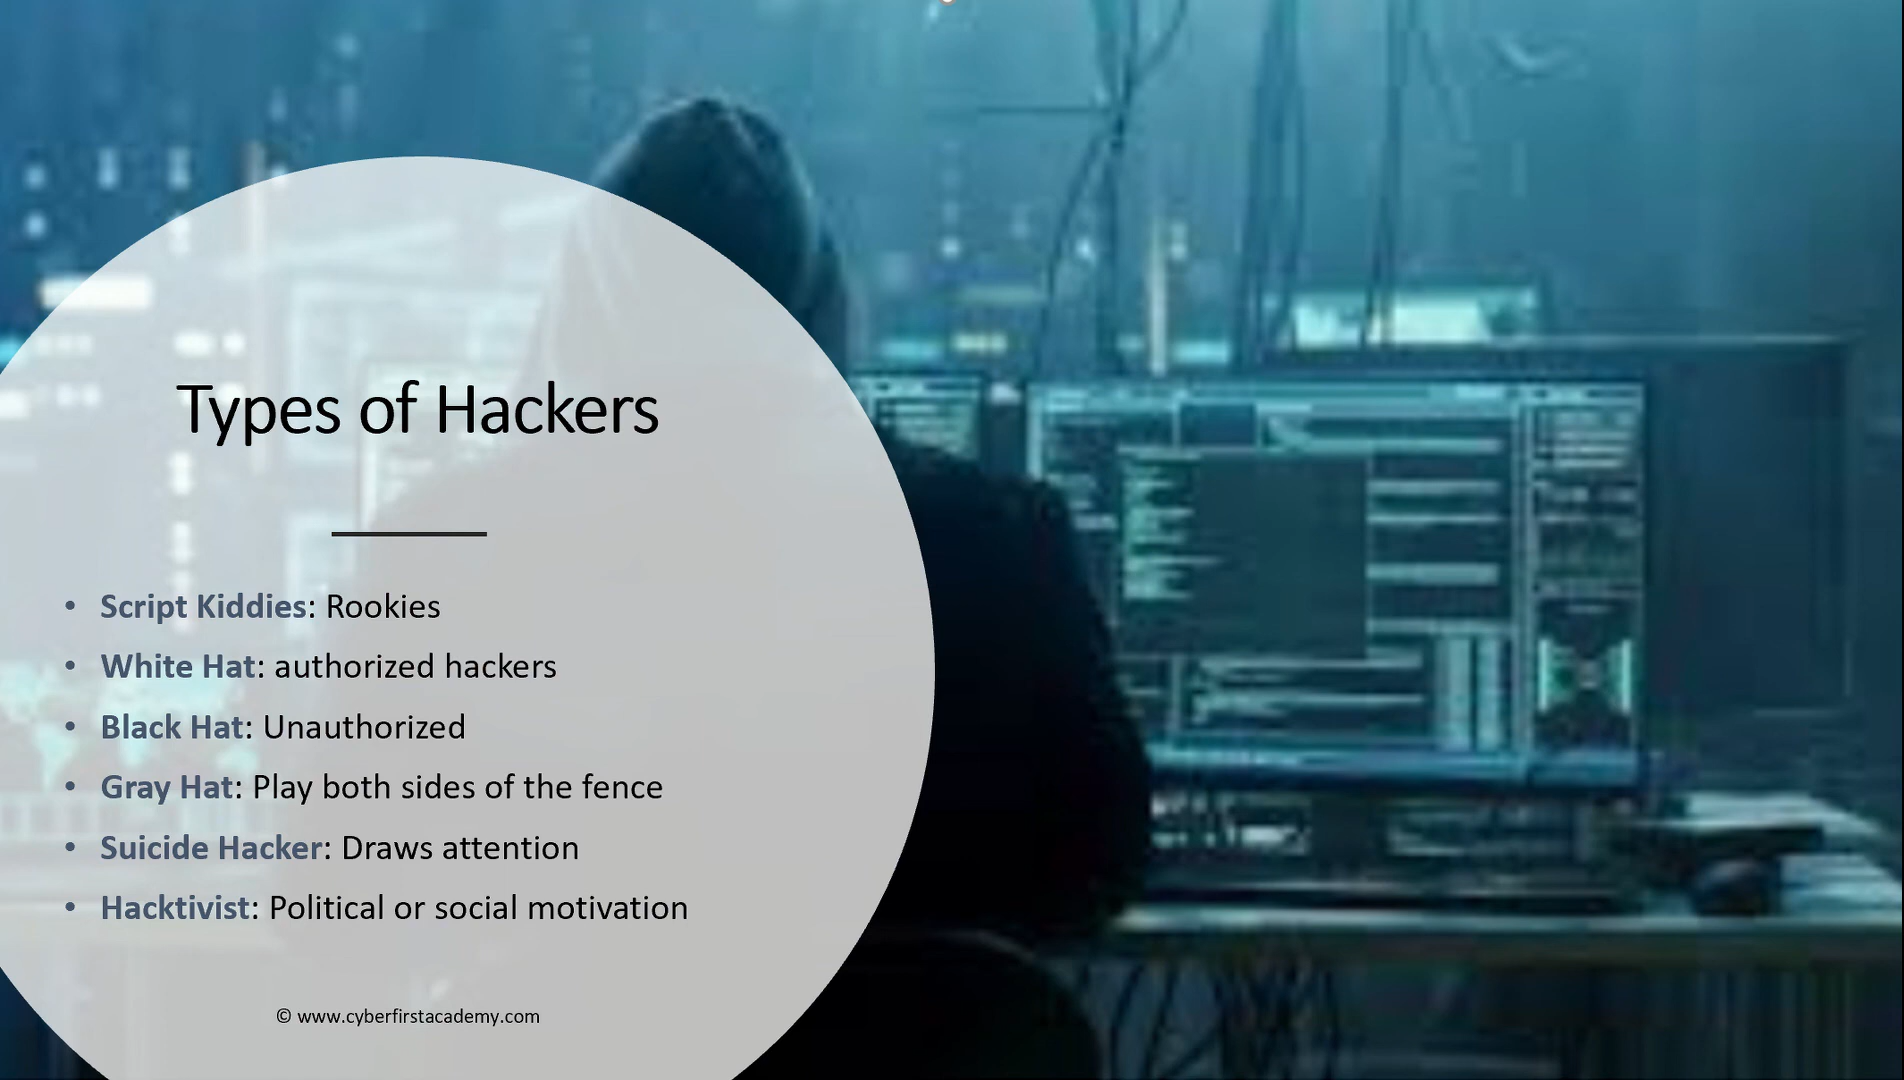 Types of Hackers
• Script Kiddies: Rookies
• White Hat: authorized hackers
• Black Hat: Unauthorized
• Gray Hat: Play both sides of the fence
• Suicide Hacker: Draws attention
• Hacktivist: Political or social motivation
© www.cyberfirstacademy.com